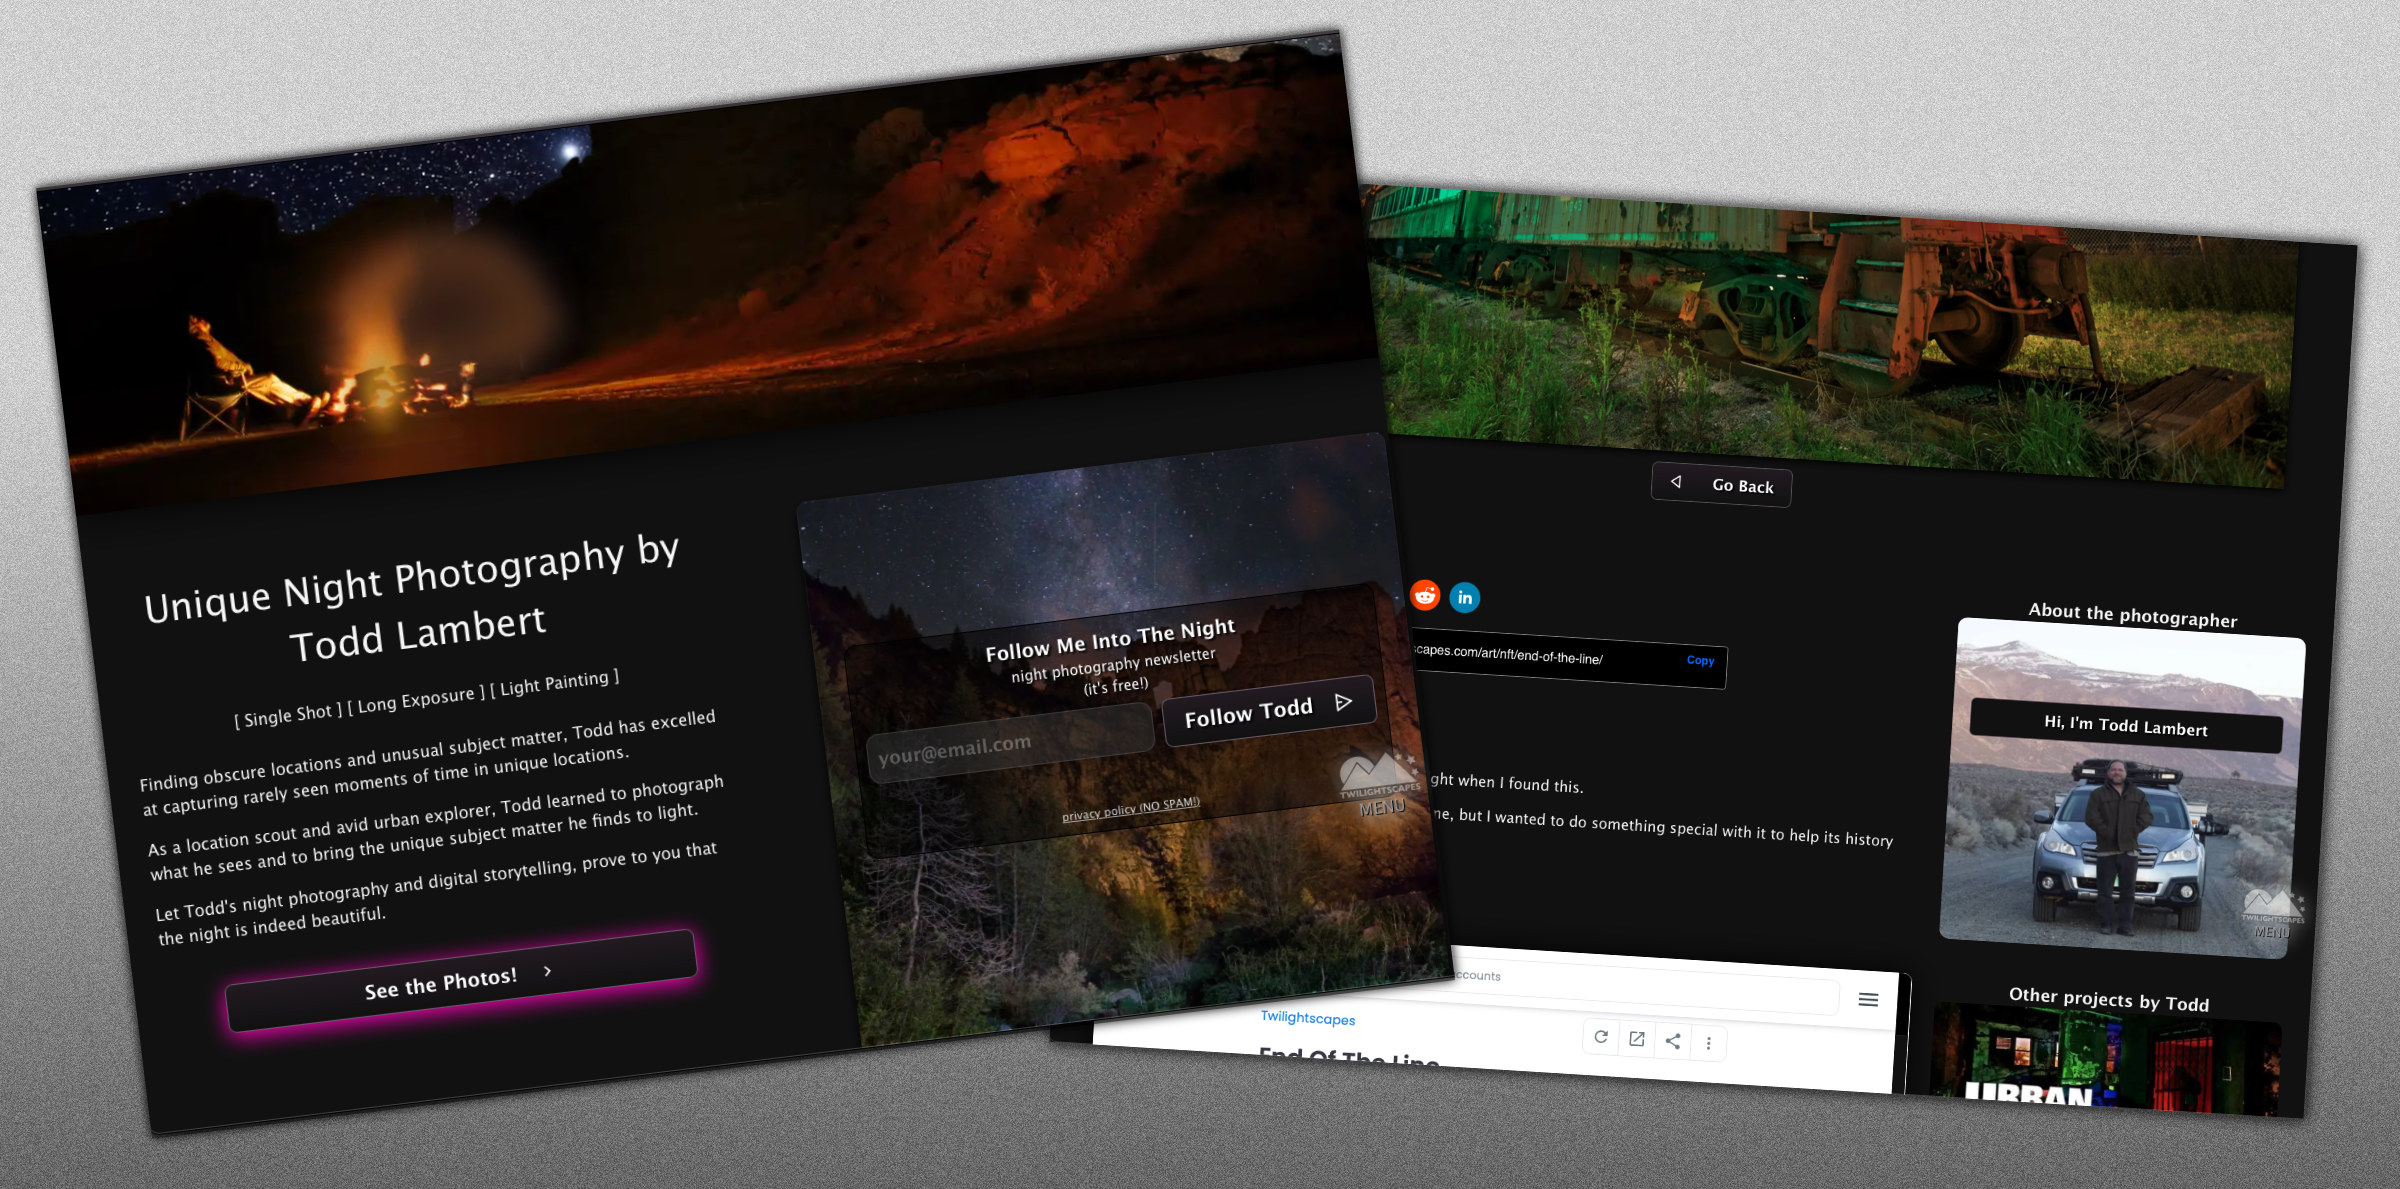 Unique Night Photography by
Todd Lambert
[ Single Shot ] [ Long Exposure ] [ Light Painting ]
Finding obscure locations and unusual subject matter, Todd has excelled
at capturing rarely seen moments of time in unique locations.
As a location scout and avid urban explorer, Todd learned to photograph
what he sees and to bring the unique subject matter he finds to light.
Let Todd's night photography and digital storytelling, prove to you that
the night is indeed beautiful.
See the Photos!
Follow Me Into The Night
night photography newsletter
(it's free!)
your@email.com
Follow Todd
privacy policy (NO SPAM!)
TWILIGHTSCAPES
MENU
Go Back
in
scapes.com/art/nft/end-of-the-line/
Copy
ght when I found this.
ne, but I wanted to do something special with it to help its history
ccounts
Twilightscapes
End Of The Line
About the photographer
Hi, I'm Todd Lambert
TWILIGHTSCAPES
MENU
Other projects by Todd
URBAN